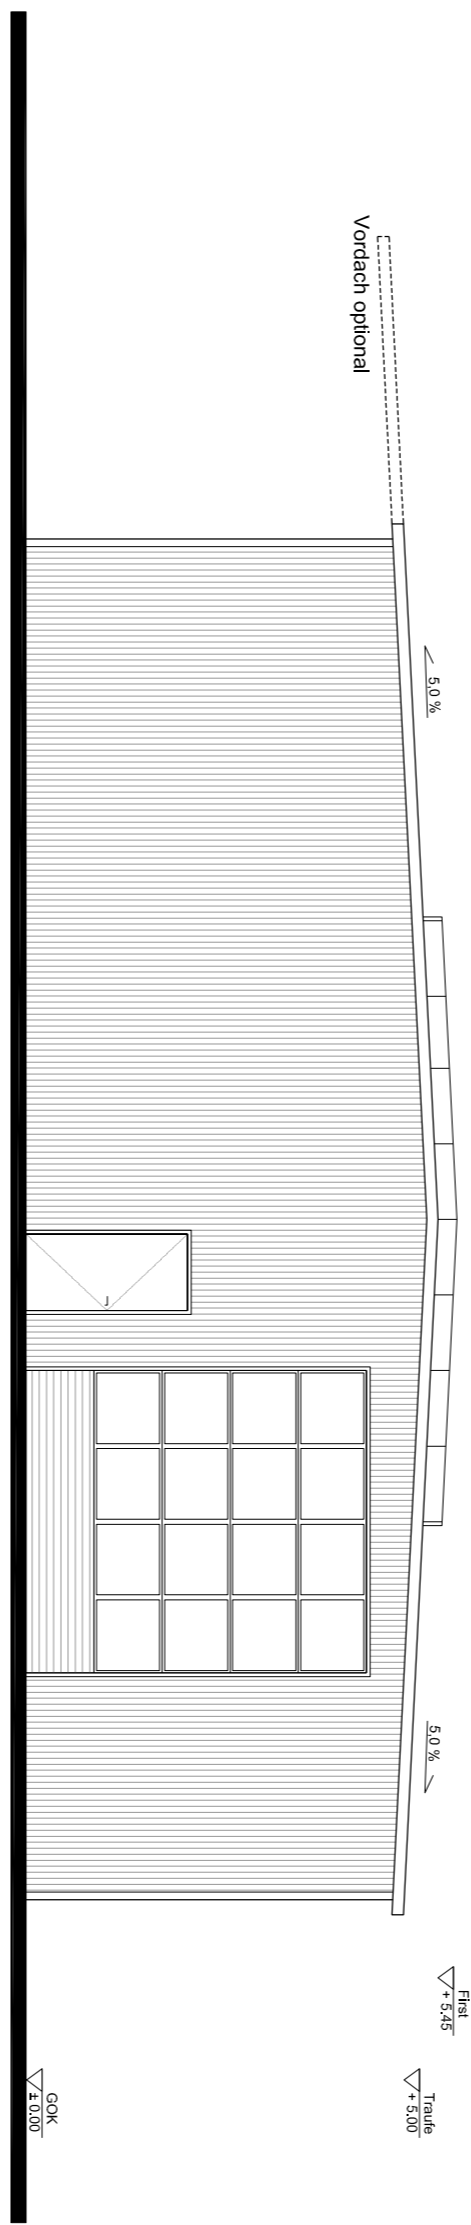 Vordach optional
5,0 %
5,0 %
First
+ 5.45
Traufe
+ 5.00
GOK
± 0.00